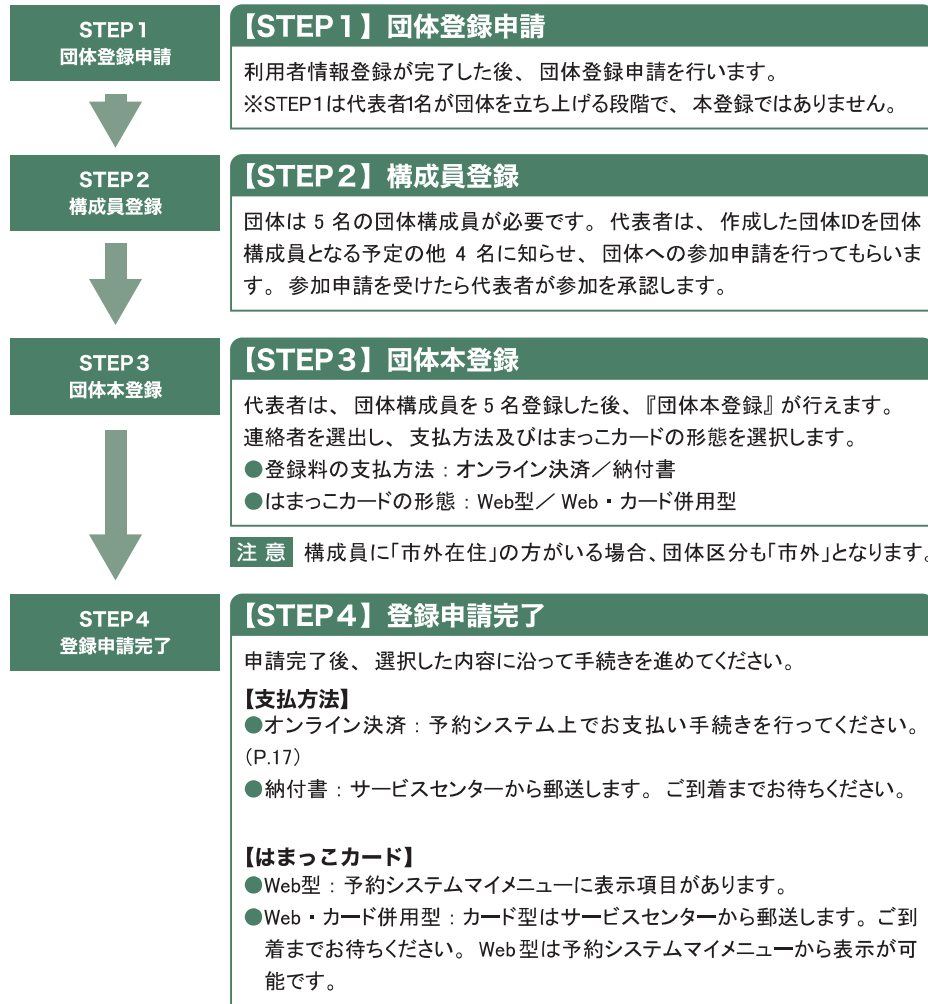 STEP1
団体登録申請
【STEP1】団体登録申請
利用者情報登録が完了した後、団体登録申請を行います。
※STEP1は代表者1名が団体を立ち上げる段階で、本登録ではありません。
STEP2
構成員登録
【STEP2】構成員登録
団体は5名の団体構成員が必要です。代表者は、作成した団体IDを団体
構成員となる予定の他4名に知らせ、団体への参加申請を行ってもらいま
す。参加申請を受けたら代表者が参加を承認します。
STEP3
団体本登録
【STEP3】団体本登録
代表者は、団体構成員を5名登録した後、『団体本登録』が行えます。
連絡者を選出し、支払方法及びはまっこカードの形態を選択します。
●登録料の支払方法：オンライン決済／納付書
●はまっこカードの形態：Web型／Web・カード併用型
注意 構成員に「市外在住」の方がいる場合、団体区分も「市外」となります。
STEP4
登録申請完了
【STEP4】登録申請完了
申請完了後、選択した内容に沿って手続きを進めてください。
【支払方法】
●オンライン決済：予約システム上でお支払い手続きを行ってください。
(P.17)
●納付書：サービスセンターから郵送します。ご到着までお待ちください。
【はまっこカード】
●Web型：予約システムマイメニューに表示項目があります。
●Web・カード併用型：カード型はサービスセンターから郵送します。ご到
着までお待ちください。Web型は予約システムマイメニューから表示が可
能です。